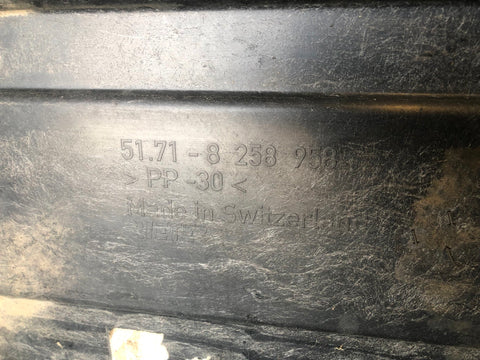 51.71 - 8 258 958
> PP -30 <
Made in Switzerland